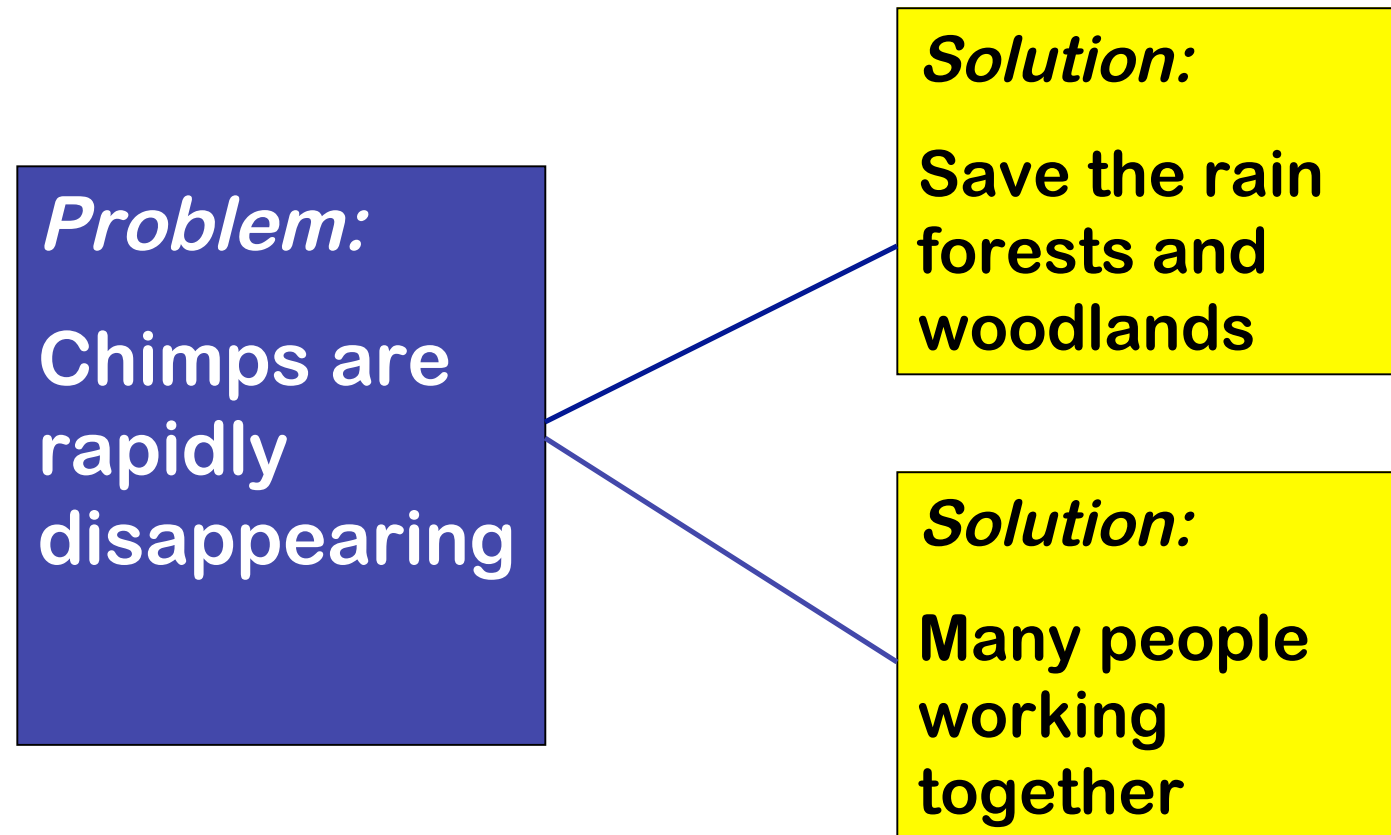 Problem:
Chimps are
rapidly
disappearing
Solution:
Save the rain
forests and
woodlands
Solution:
Many people
working
together